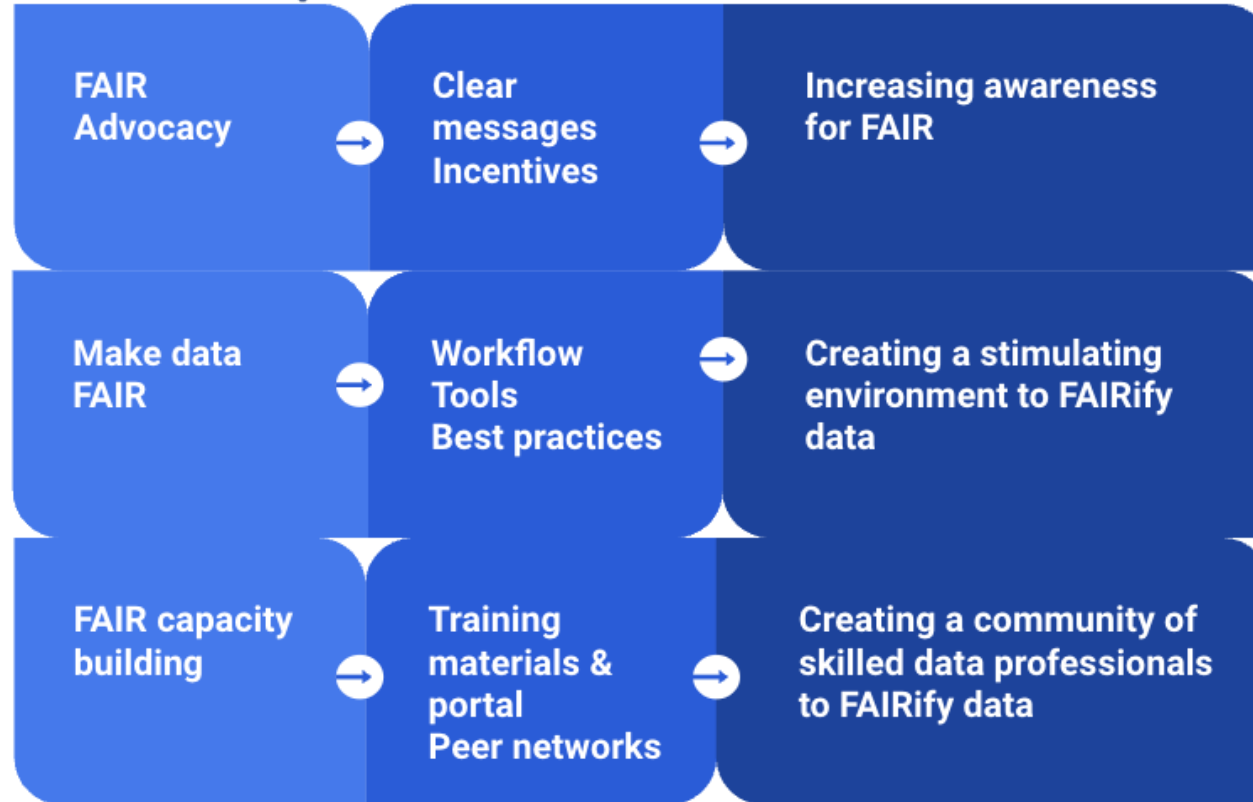 FAIR
Advocacy
Clear
messages
Incentives
Increasing awareness
for FAIR
Make data
FAIR
Workflow
Tools
Best practices
Creating a stimulating
environment to FAIRify
data
FAIR capacity
building
Training
materials &
portal
Peer networks
Creating a community of
skilled data professionals
to FAIRify data